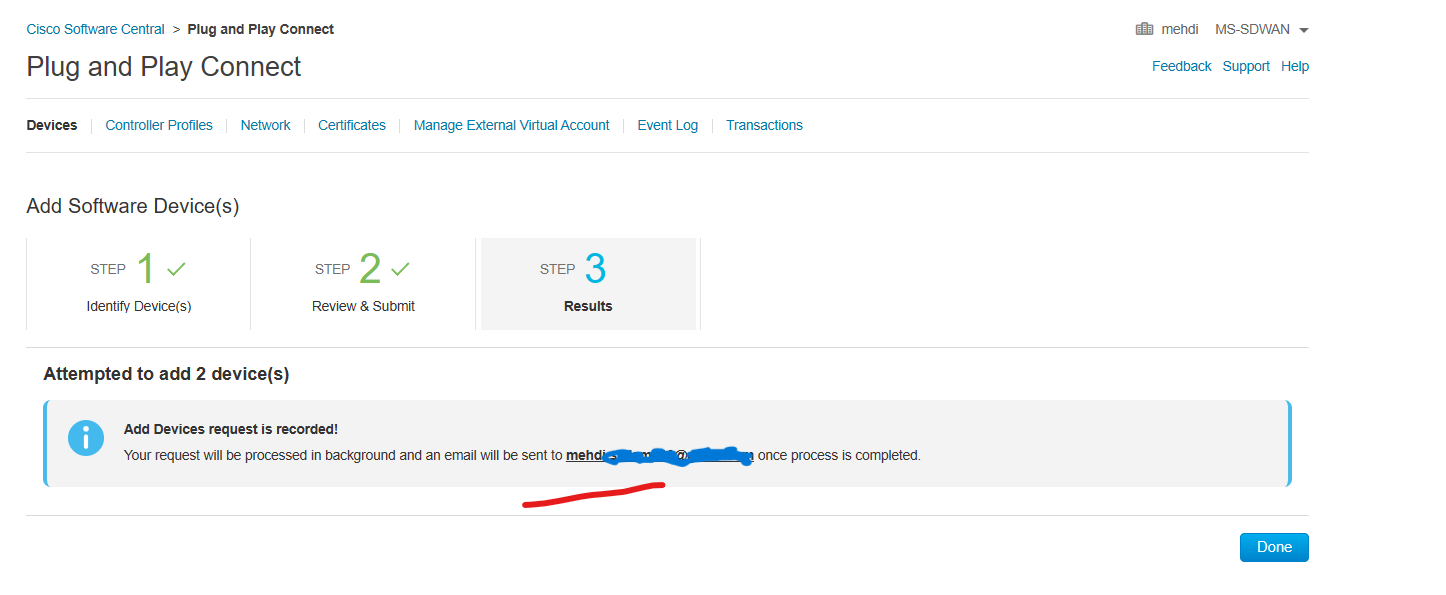 Cisco Software Central > Plug and Play Connect
mehdi MS-SDWAN
Plug and Play Connect
Feedback Support Help
Devices Controller Profiles Network Certificates Manage External Virtual Account Event Log Transactions
Add Software Device(s)
STEP 1
Identify Device(s)
STEP 2
Review & Submit
STEP 3
Results
Attempted to add 2 device(s)
Add Devices request is recorded!
Your request will be processed in background and an email will be sent to mehdi once process is completed.
Done